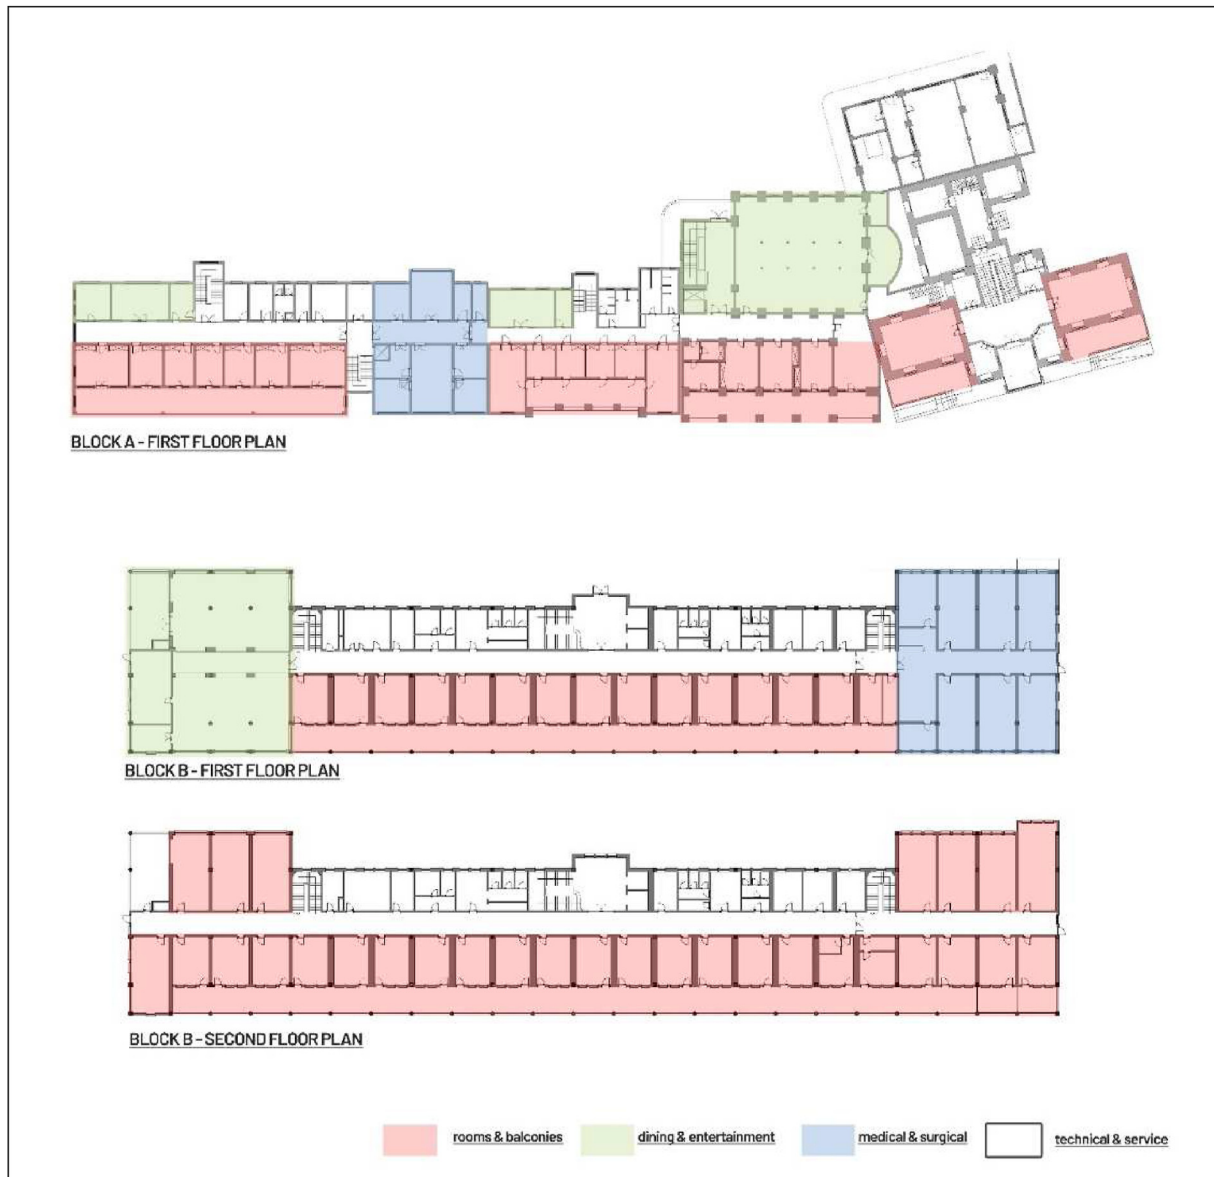 BLOCK A - FIRST FLOOR PLAN
BLOCK B - FIRST FLOOR PLAN
BLOCK B - SECOND FLOOR PLAN
rooms & balconies
dining & entertainment
medical & surgical
technical & service